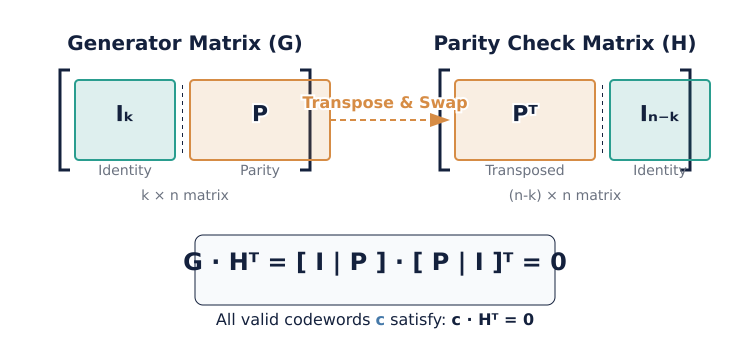 Generator Matrix (G)
Parity Check Matrix (H)
Transpose & Swap
Iₖ
P
Pᵀ
Iₙ₋ₖ
Identity
Parity
Transposed
Identity
k × n matrix
(n-k) × n matrix
G · Hᵀ = [ I | P ] · [ P | I ]ᵀ = 0
All valid codewords c satisfy: c · Hᵀ = 0